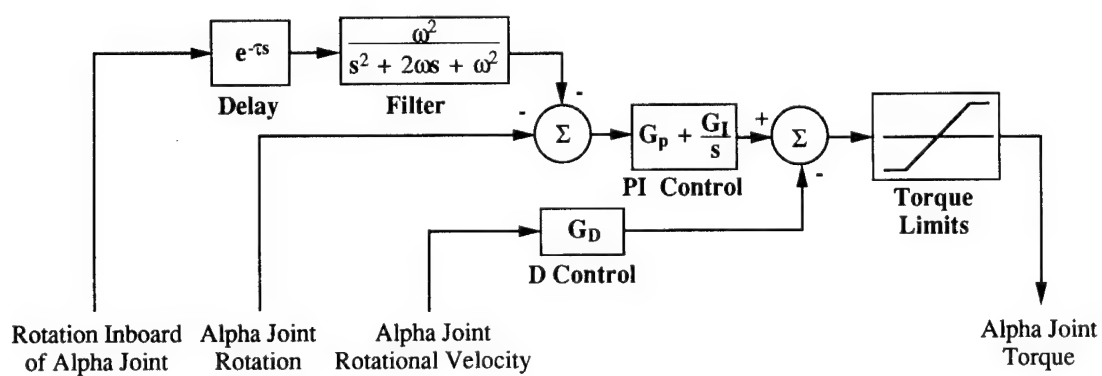 e^{-τs}
ω²
s² + 2ωs + ω²
Delay
Filter
-
-
Σ
G_p + G_I
s
+
Σ
-
PI Control
Torque
Limits
G_D
D Control
Rotation Inboard
of Alpha Joint
Alpha Joint
Rotation
Alpha Joint
Rotational Velocity
Alpha Joint
Torque